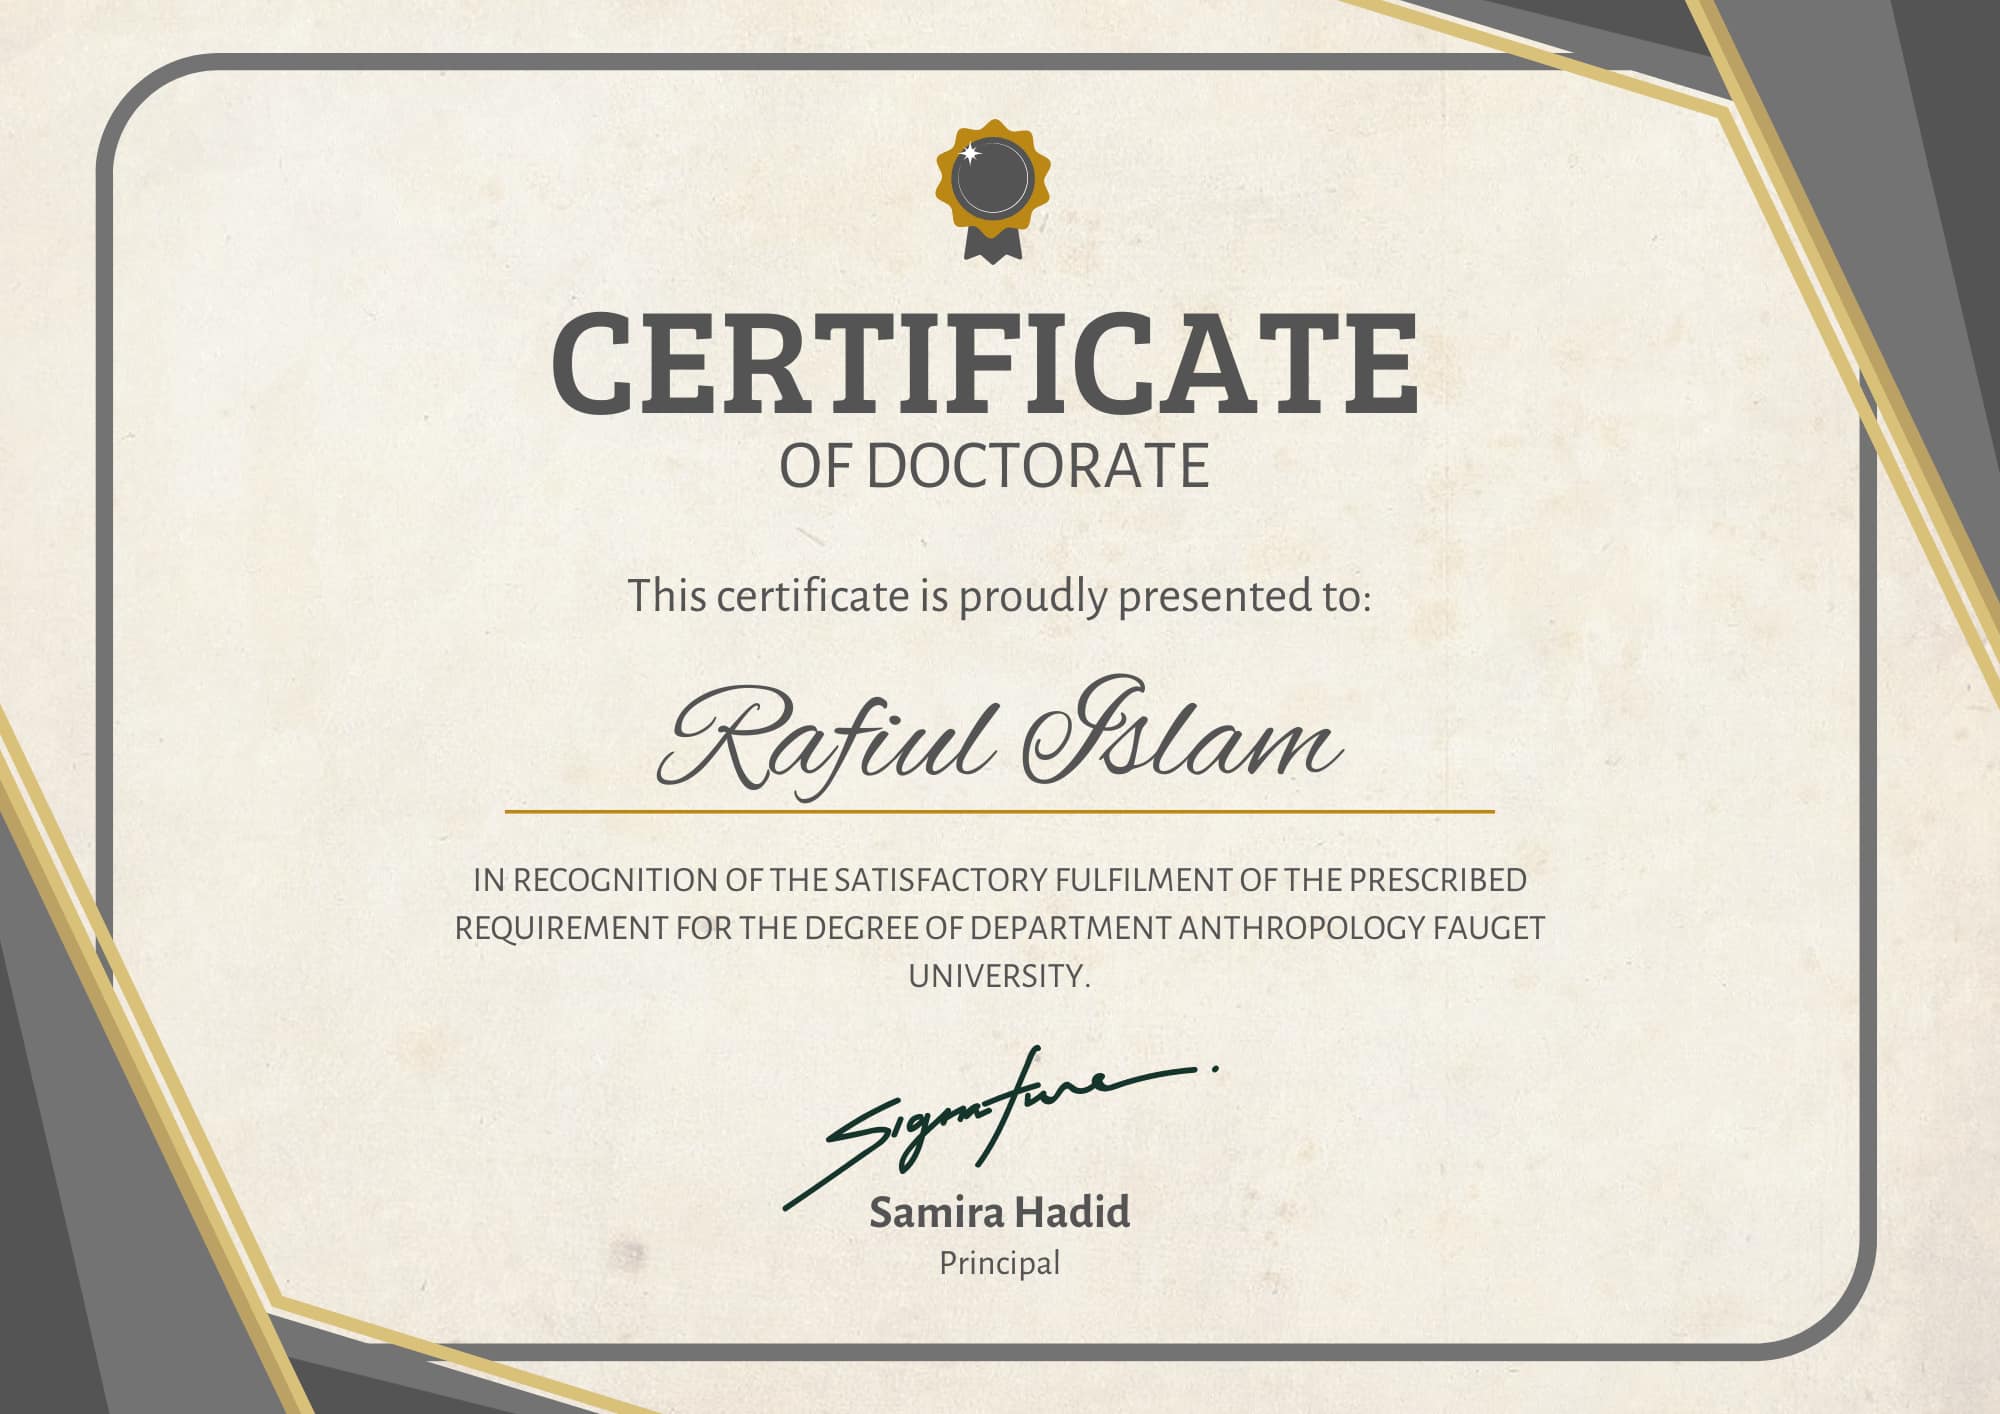 CERTIFICATE
OF DOCTORATE
This certificate is proudly presented to:
Rafiul Islam
IN RECOGNITION OF THE SATISFACTORY FULFILMENT OF THE PRESCRIBED
REQUIREMENT FOR THE DEGREE OF DEPARTMENT ANTHROPOLOGY FAUGET
UNIVERSITY.
Signature
Samira Hadid
Principal